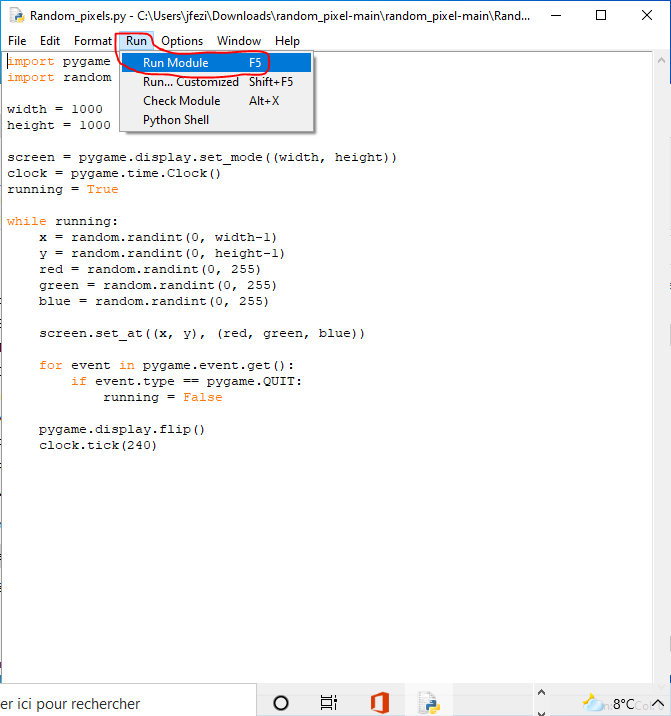 Random_pixels.py - C:\Users\jfezi\Downloads\random_pixel-main\random_pixel-main\Rand...
File Edit Format Run Options Window Help
import pygame
Run Module F5
import random
Run... Customized Shift+F5
Check Module Alt+X
width = 1000
height = 1000
Python Shell
screen = pygame.display.set_mode((width, height))
clock = pygame.time.Clock()
running = True
while running:
x = random.randint(0, width-1)
y = random.randint(0, height-1)
red = random.randint(0, 255)
green = random.randint(0, 255)
blue = random.randint(0, 255)
screen.set_at((x, y), (red, green, blue))
for event in pygame.event.get():
if event.type == pygame.QUIT:
running = False
pygame.display.flip()
clock.tick(240)
er ici pour rechercher
8°C